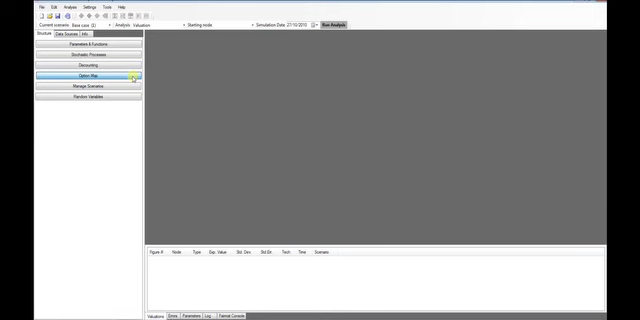 File Edit Analyses Settings Tools Help
Current scenario Base case (1) Analysis Valuation Starting node Simulation Date 27/10/2010 Run Analysis
Structure Data Sources Info
Parameters & Functions
Stochastic Processes
Discounting
Option Map
Manage Scenarios
Random Variables
Figure # Node Type Exp. Value Std. Dev. Std. Err. Tech Time Scenario
Valuations Errors Parameters Log Format Console